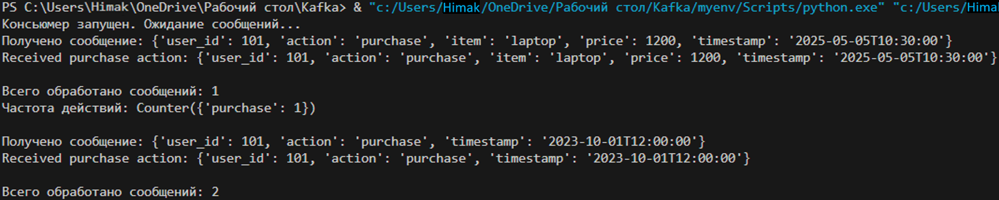 PS C:\Users\Himak\OneDrive\Рабочий стол\Kafka> & "c:/Users/Himak/OneDrive/Рабочий стол/Kafka/myenv/Scripts/python.exe" "c:/Users/Himak
Консьюмер запущен. Ожидание сообщений...
Получено сообщение: {'user_id': 101, 'action': 'purchase', 'item': 'laptop', 'price': 1200, 'timestamp': '2025-05-05T10:30:00'}
Received purchase action: {'user_id': 101, 'action': 'purchase', 'item': 'laptop', 'price': 1200, 'timestamp': '2025-05-05T10:30:00'}
Всего обработано сообщений: 1
Частота действий: Counter({'purchase': 1})
Получено сообщение: {'user_id': 101, 'action': 'purchase', 'timestamp': '2023-10-01T12:00:00'}
Received purchase action: {'user_id': 101, 'action': 'purchase', 'timestamp': '2023-10-01T12:00:00'}
Всего обработано сообщений: 2